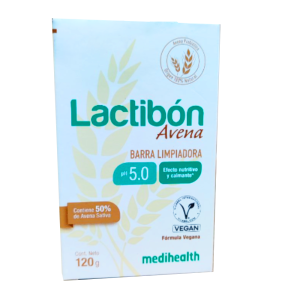 Lactibón
Avena
BARRA LIMPIADORA
pH 5.0
Efecto nutritivo
y calmante*
Contiene 50%
de Avena Sativa
VEGAN
Fórmula Vegana
Cont. Neto
120g
medihealth